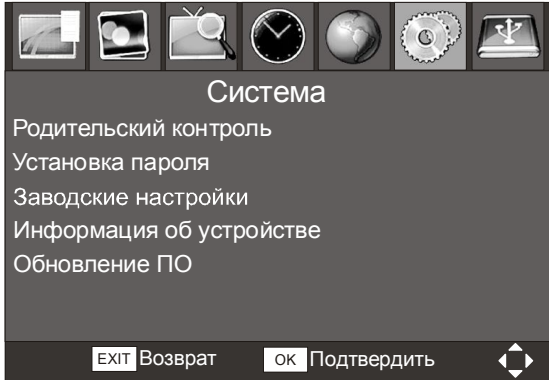 Система
Родительский контроль
Установка пароля
Заводские настройки
Информация об устройстве
Обновление ПО
EXIT Возврат OK Подтвердить